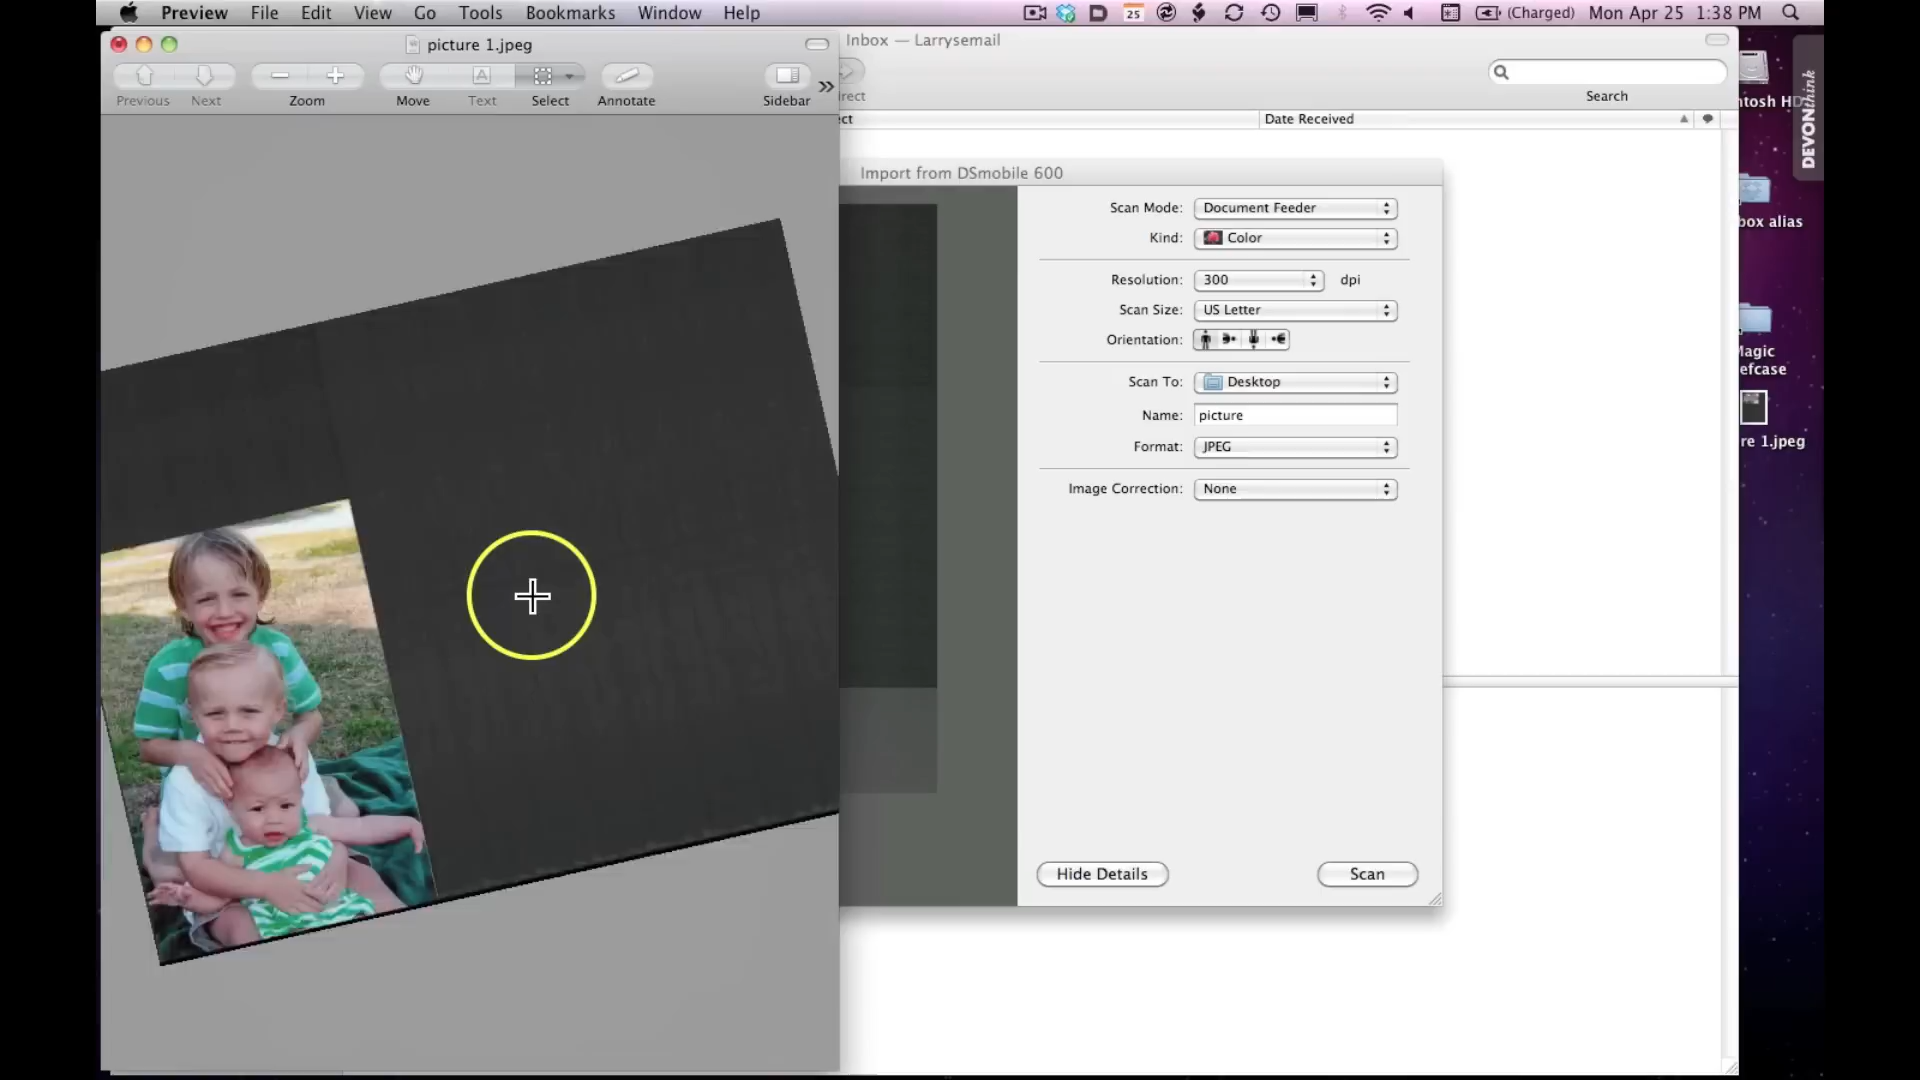 Preview File Edit View Go Tools Bookmarks Window Help
25 (Charged) Mon Apr 25 1:38 PM
picture 1.jpeg
Inbox — Larrysemail
Previous Next Zoom Move Text Select Annotate Sidebar
rect
Search
ntosh HD
DEVONthink
ct Date Received
Import from DSmobile 600
Scan Mode: Document Feeder
Kind: Color
box alias
Resolution: 300 dpi
Scan Size: US Letter
Orientation:
Magic
efcase
Scan To: Desktop
Name: picture
Format: JPEG
re 1.jpeg
Image Correction: None
Hide Details Scan